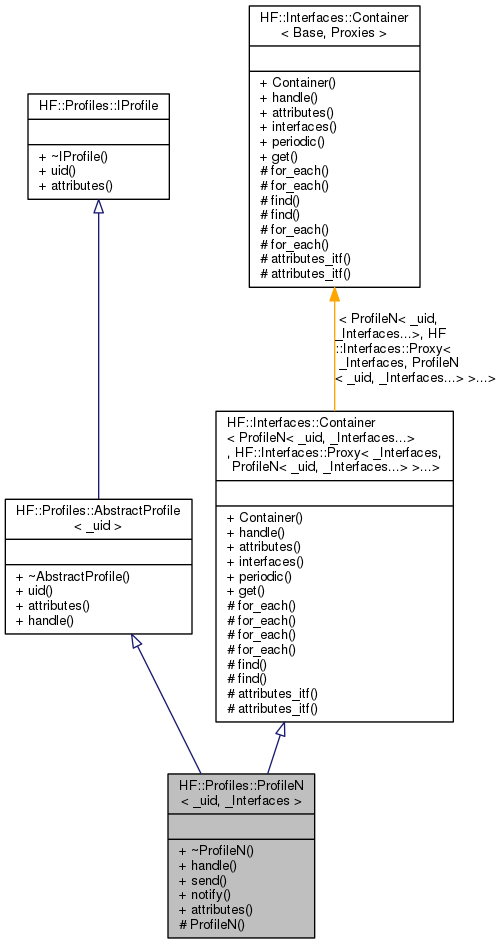 HF::Interfaces::Container
< Base, Proxies >
+ Container()
+ handle()
+ attributes()
+ interfaces()
+ periodic()
+ get()
# for_each()
# for_each()
# find()
# find()
# for_each()
# for_each()
# attributes_itf()
# attributes_itf()
HF::Profiles::IProfile
+ ~IProfile()
+ uid()
+ attributes()
< ProfileN< _uid,
_Interfaces...>, HF
::Interfaces::Proxy<
_Interfaces, ProfileN
< _uid, _Interfaces...> >...>
HF::Interfaces::Container
< ProfileN< _uid, _Interfaces...>
, HF::Interfaces::Proxy< _Interfaces,
ProfileN< _uid, _Interfaces...> >...>
+ Container()
+ handle()
+ attributes()
+ interfaces()
+ periodic()
+ get()
# for_each()
# for_each()
# for_each()
# for_each()
# find()
# find()
# attributes_itf()
# attributes_itf()
HF::Profiles::AbstractProfile
< _uid >
+ ~AbstractProfile()
+ uid()
+ attributes()
+ handle()
HF::Profiles::ProfileN
< _uid, _Interfaces >
+ ~ProfileN()
+ handle()
+ send()
+ notify()
+ attributes()
# ProfileN()